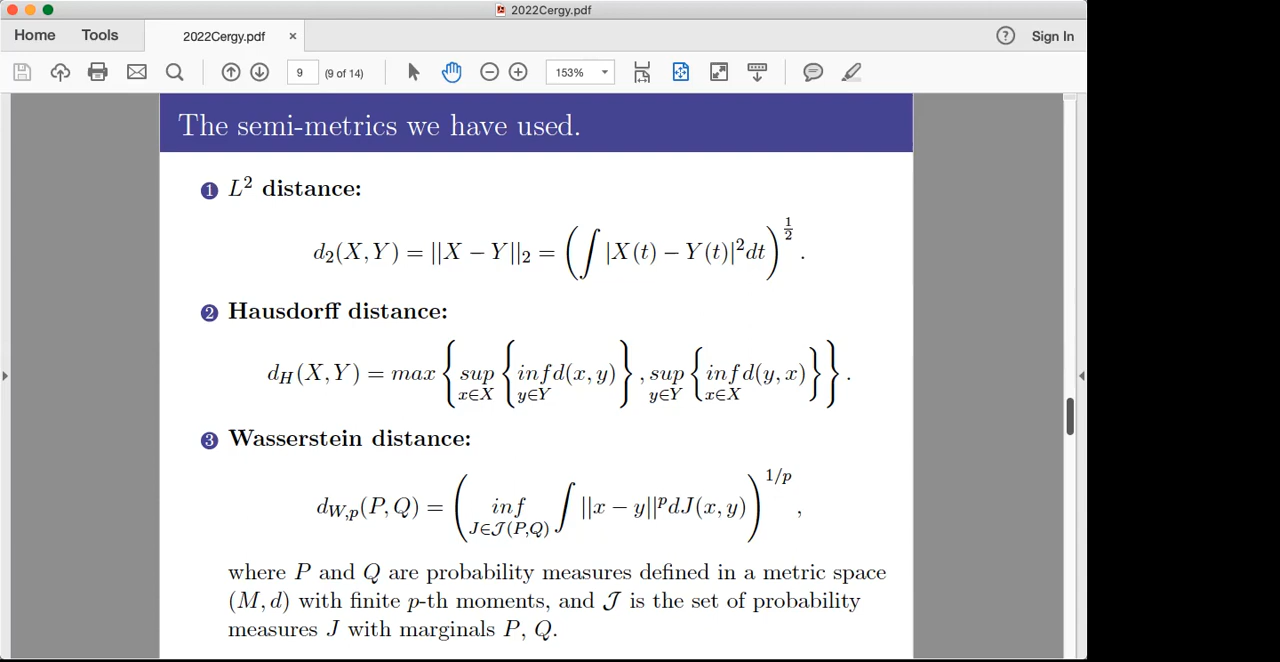 2022Cergy.pdf
Home Tools 2022Cergy.pdf × ? Sign In
9 (9 of 14) 153%
The semi-metrics we have used.
1 L² distance:
d₂(X, Y) = ||X − Y||₂ = (∫ |X(t) − Y(t)|²dt)^{1/2}.
2 Hausdorff distance:
d_H(X, Y) = max {sup_{x∈X} {inf_{y∈Y} d(x, y)}, sup_{y∈Y} {inf_{x∈X} d(y, x)}}.
3 Wasserstein distance:
d_{W,p}(P, Q) = (inf_{J∈𝒥(P,Q)} ∫ ||x − y||^p dJ(x, y))^{1/p},
where P and Q are probability measures defined in a metric space
(M, d) with finite p-th moments, and 𝒥 is the set of probability
measures J with marginals P, Q.